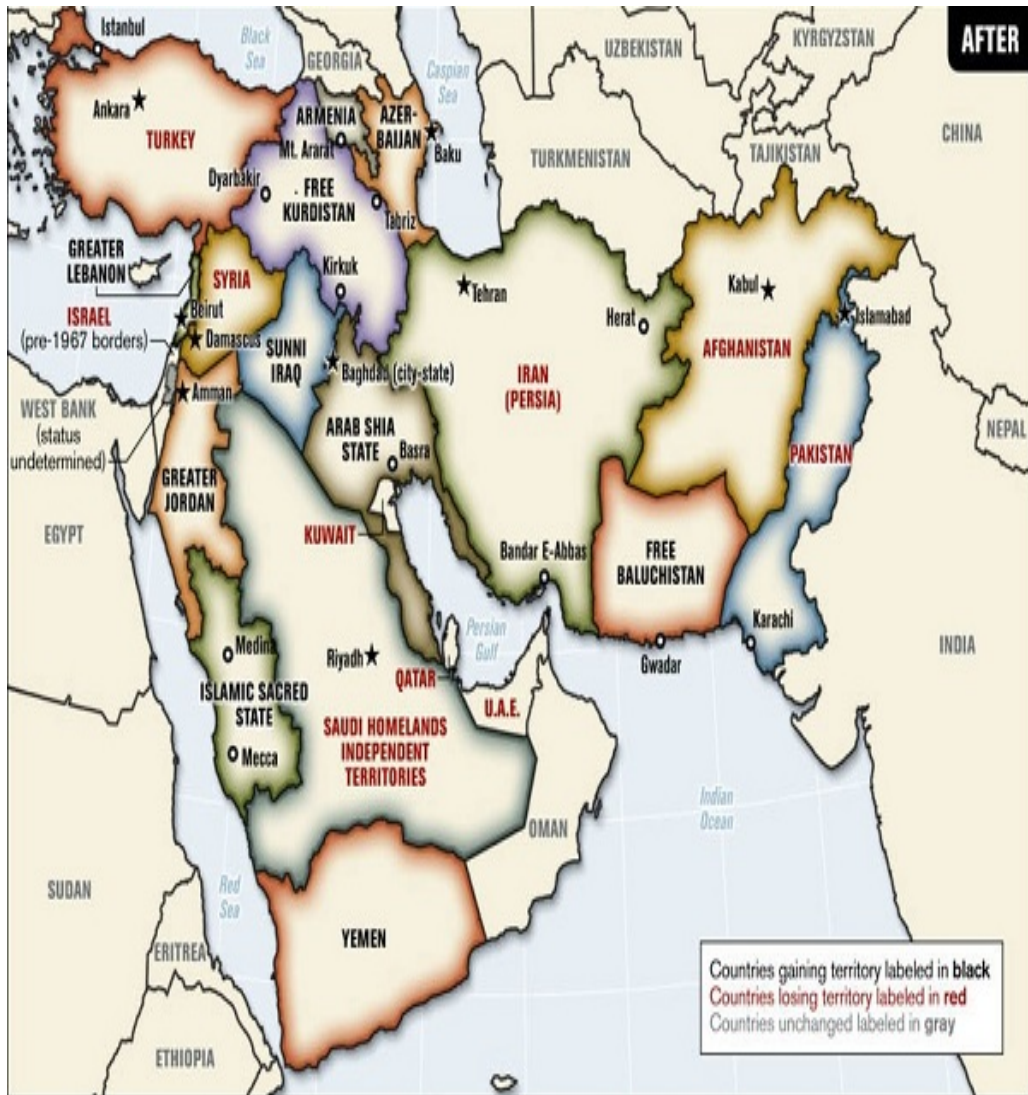 AFTER
Istanbul
Black
Sea
GEORGIA
Caspian
Sea
UZBEKISTAN
KYRGYZSTAN
CHINA
Ankara
TURKEY
ARMENIA
AZER-
BAIJAN
Baku
Mt. Ararat
TURKMENISTAN
TAJIKISTAN
Dyarbakir
FREE
KURDISTAN
Tabriz
GREATER
LEBANON
SYRIA
Kirkuk
Tehran
Kabul
Islamabad
Herat
ISRAEL
(pre-1967 borders)
Beirut
Damascus
SUNNI
IRAQ
Baghdad (city-state)
IRAN
(PERSIA)
AFGHANISTAN
Amman
WEST BANK
(status
undetermined)
ARAB SHIA
STATE
Basra
PAKISTAN
NEPAL
GREATER
JORDAN
EGYPT
KUWAIT
Bandar E-Abbas
FREE
BALUCHISTAN
Karachi
Gwadar
INDIA
Persian
Gulf
Medina
ISLAMIC SACRED
STATE
Mecca
Riyadh
QATAR
U.A.E.
SAUDI HOMELANDS
INDEPENDENT
TERRITORIES
OMAN
Indian
Ocean
SUDAN
Red
Sea
ERITREA
YEMEN
ETHIOPIA
Countries gaining territory labeled in black
Countries losing territory labeled in red
Countries unchanged labeled in gray